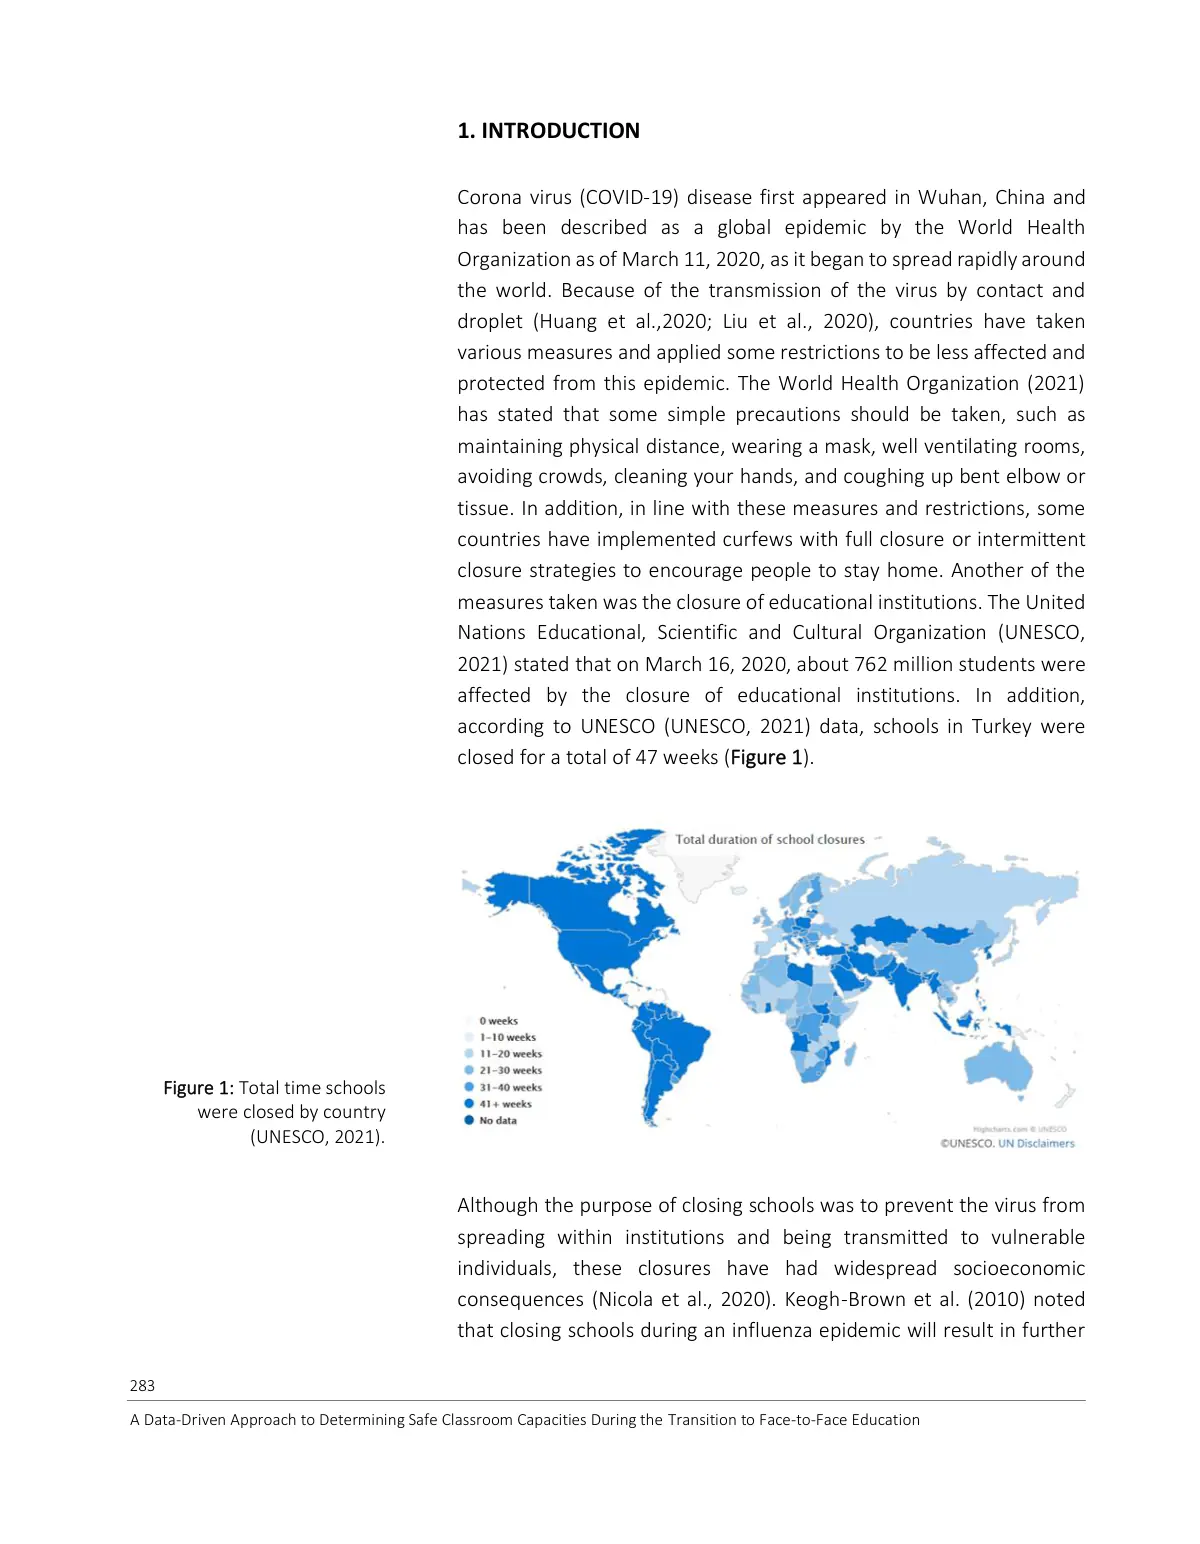 1. INTRODUCTION
Corona virus (COVID-19) disease first appeared in Wuhan, China and
has been described as a global epidemic by the World Health
Organization as of March 11, 2020, as it began to spread rapidly around
the world. Because of the transmission of the virus by contact and
droplet (Huang et al.,2020; Liu et al., 2020), countries have taken
various measures and applied some restrictions to be less affected and
protected from this epidemic. The World Health Organization (2021)
has stated that some simple precautions should be taken, such as
maintaining physical distance, wearing a mask, well ventilating rooms,
avoiding crowds, cleaning your hands, and coughing up bent elbow or
tissue. In addition, in line with these measures and restrictions, some
countries have implemented curfews with full closure or intermittent
closure strategies to encourage people to stay home. Another of the
measures taken was the closure of educational institutions. The United
Nations Educational, Scientific and Cultural Organization (UNESCO,
2021) stated that on March 16, 2020, about 762 million students were
affected by the closure of educational institutions. In addition,
according to UNESCO (UNESCO, 2021) data, schools in Turkey were
closed for a total of 47 weeks (Figure 1).
Total duration of school closures
0 weeks
1-10 weeks
11-20 weeks
21-30 weeks
31-40 weeks
41+ weeks
No data
Highcharts.com © UNESCO
©UNESCO. UN Disclaimers
Figure 1: Total time schools
were closed by country
(UNESCO, 2021).
Although the purpose of closing schools was to prevent the virus from
spreading within institutions and being transmitted to vulnerable
individuals, these closures have had widespread socioeconomic
consequences (Nicola et al., 2020). Keogh-Brown et al. (2010) noted
that closing schools during an influenza epidemic will result in further
283
A Data-Driven Approach to Determining Safe Classroom Capacities During the Transition to Face-to-Face Education